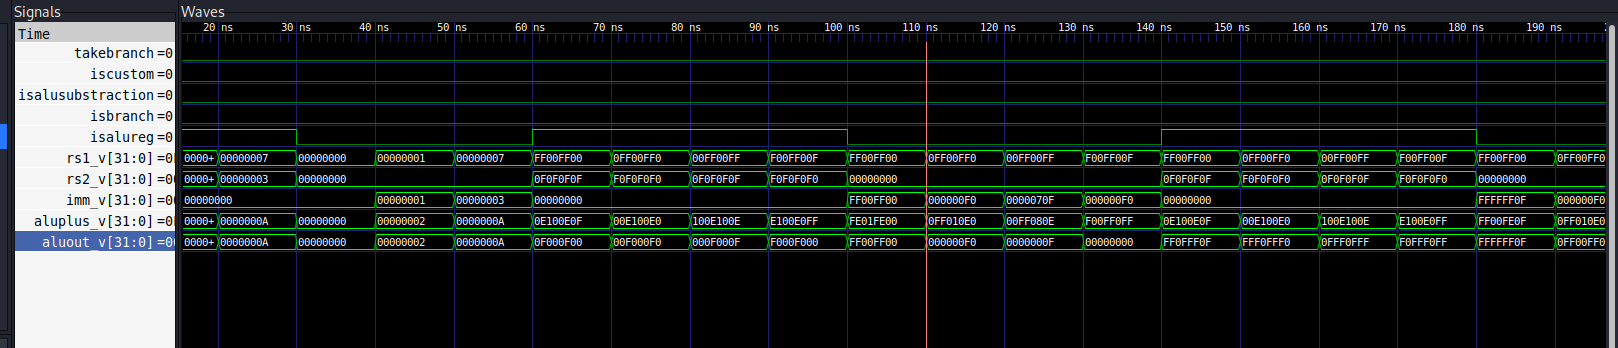 Signals Waves
Time 20 ns 30 ns 40 ns 50 ns 60 ns 70 ns 80 ns 90 ns 100 ns 110 ns 120 ns 130 ns 140 ns 150 ns 160 ns 170 ns 180 ns 190 ns
takebranch =0
iscustom =0
isalusubstraction =0
isbranch =0
isalureg =0
rs1_v[31:0] =0 0000+ 00000007 00000000 00000001 00000007 FF00FF00 0FF00FF0 00FF00FF F00FF00F FF00FF00 0FF00FF0 00FF00FF F00FF00F FF00FF00 0FF00FF0 00FF00FF F00FF00F FF00FF00 0FF00FF0
rs2_v[31:0] =00 0000+ 00000003 00000000 0F0F0F0F F0F0F0F0 0F0F0F0F F0F0F0F0 00000000 0F0F0F0F F0F0F0F0 0F0F0F0F F0F0F0F0 00000000
imm_v[31:0] =00 00000000 00000001 00000003 00000000 FF00FF00 000000F0 0000070F 000000F0 00000000 FFFFFF0F 000000F0
aluplus_v[31:0] =0 0000+ 0000000A 00000000 00000002 0000000A 0E100E0F 00E100E0 100E100E E100E0FF FE01FE00 0FF010E0 00FF080E F00FF0FF 0E100E0F 00E100E0 100E100E E100E0FF FF00FE0F 0FF010E0
aluout_v[31:0] =00 0000+ 0000000A 00000000 00000002 0000000A 0F000F00 00F000F0 000F000F F000F000 FF00FF00 000000F0 0000000F 00000000 FF0FFF0F FFF0FFF0 0FFF0FFF F0FFF0FF FFFFFF0F 0FF00FF0